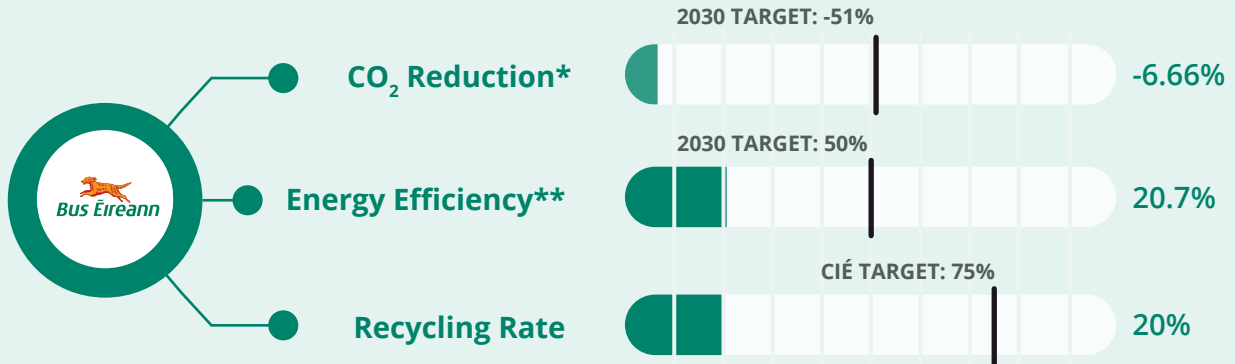 2030 TARGET: -51%
CO₂ Reduction*
-6.66%
2030 TARGET: 50%
Bus Éireann
Energy Efficiency**
20.7%
CIÉ TARGET: 75%
Recycling Rate
20%